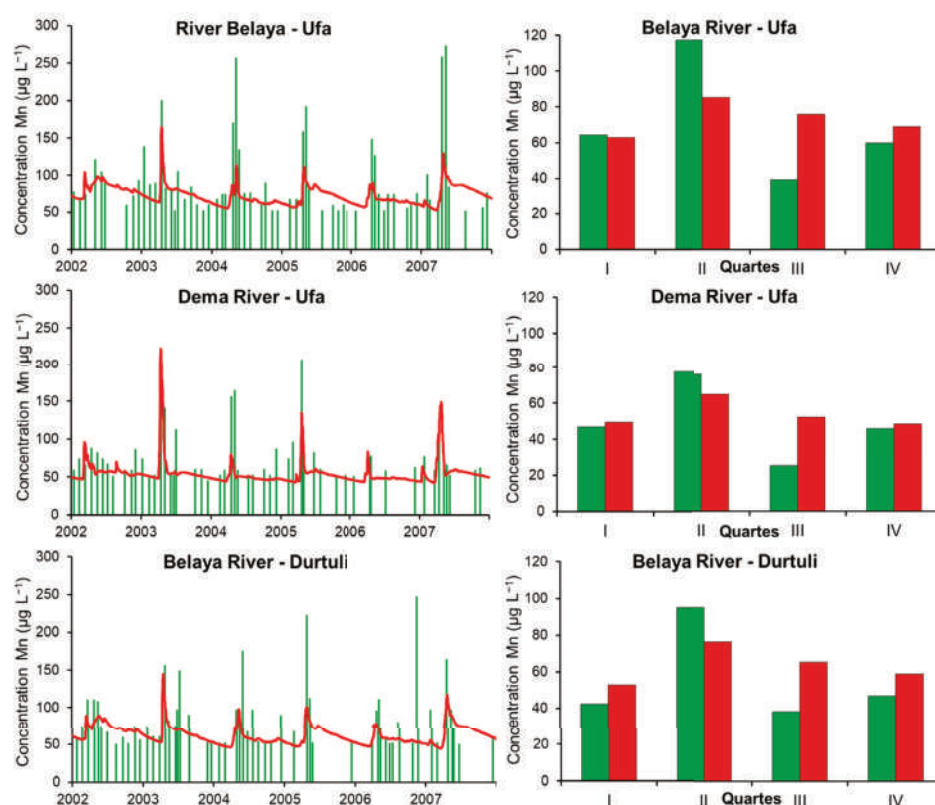 River Belaya - Ufa
Concentration Mn (µg L⁻¹)
300
250
200
150
100
50
0
2002 2003 2004 2005 2006 2007
Belaya River - Ufa
Concentration Mn (µg L⁻¹)
120
100
80
60
40
20
0
I II Quartes III IV
Dema River - Ufa
Concentration Mn (µg L⁻¹)
300
250
200
150
100
50
0
2002 2003 2004 2005 2006 2007
Dema River - Ufa
Concentration Mn (µg L⁻¹)
120
100
80
60
40
20
0
I II Quartes III IV
Belaya River - Durtuli
Concentration Mn (µg L⁻¹)
300
250
200
150
100
50
0
2002 2003 2004 2005 2006 2007
Belaya River - Durtuli
Concentration Mn (µg L⁻¹)
120
100
80
60
40
20
0
I II Quartes III IV